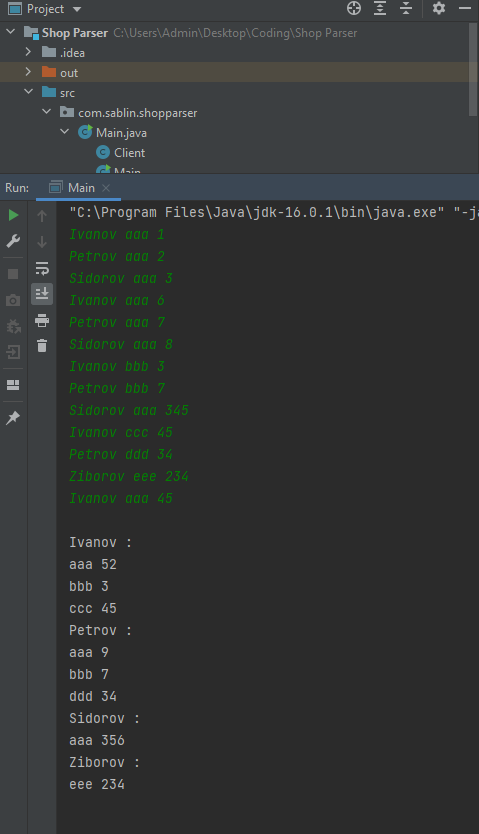 Project
Shop Parser C:\Users\Admin\Desktop\Coding\Shop Parser
.idea
out
src
com.sablin.shopparser
Main.java
Client
Main
Run: Main
"C:\Program Files\Java\jdk-16.0.1\bin\java.exe" "-ja
Ivanov aaa 1
Petrov aaa 2
Sidorov aaa 3
Ivanov aaa 6
Petrov aaa 7
Sidorov aaa 8
Ivanov bbb 3
Petrov bbb 7
Sidorov aaa 345
Ivanov ccc 45
Petrov ddd 34
Ziborov eee 234
Ivanov aaa 45
Ivanov :
aaa 52
bbb 3
ccc 45
Petrov :
aaa 9
bbb 7
ddd 34
Sidorov :
aaa 356
Ziborov :
eee 234